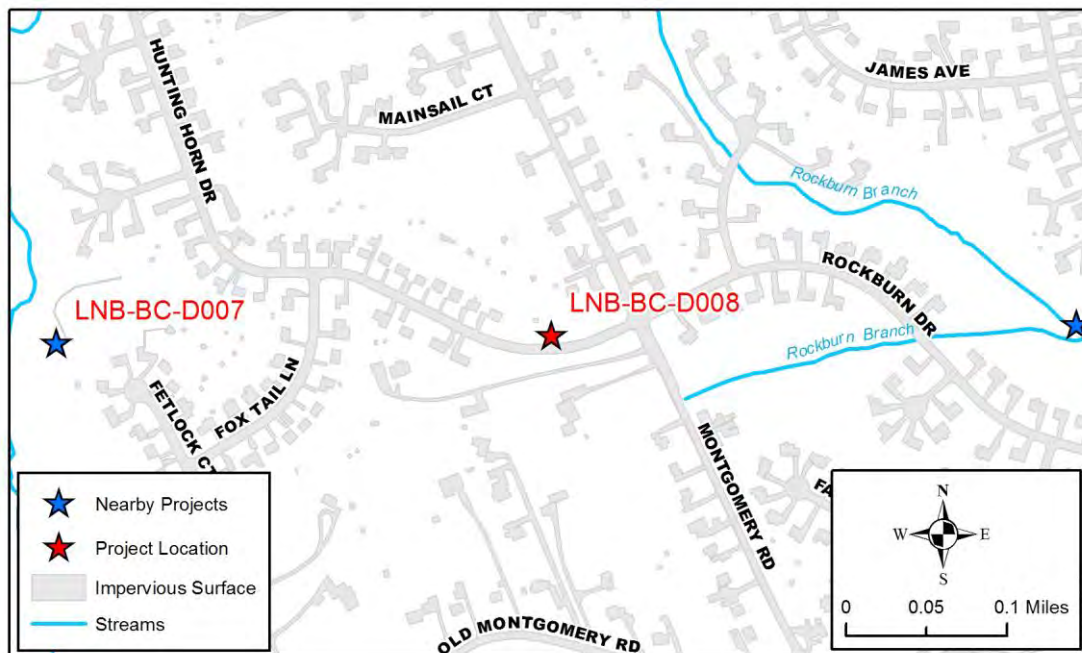 HUNTING HORN DR
MAINSAIL CT
JAMES AVE
Rockburn Branch
ROCKBURN DR
LNB-BC-D007
LNB-BC-D008
Rockburn Branch
FOX TAIL LN
FETLOCK CT
MONTGOMERY RD
FA
OLD MONTGOMERY RD
Nearby Projects
Project Location
Impervious Surface
Streams
N
W E
S
0 0.05 0.1 Miles